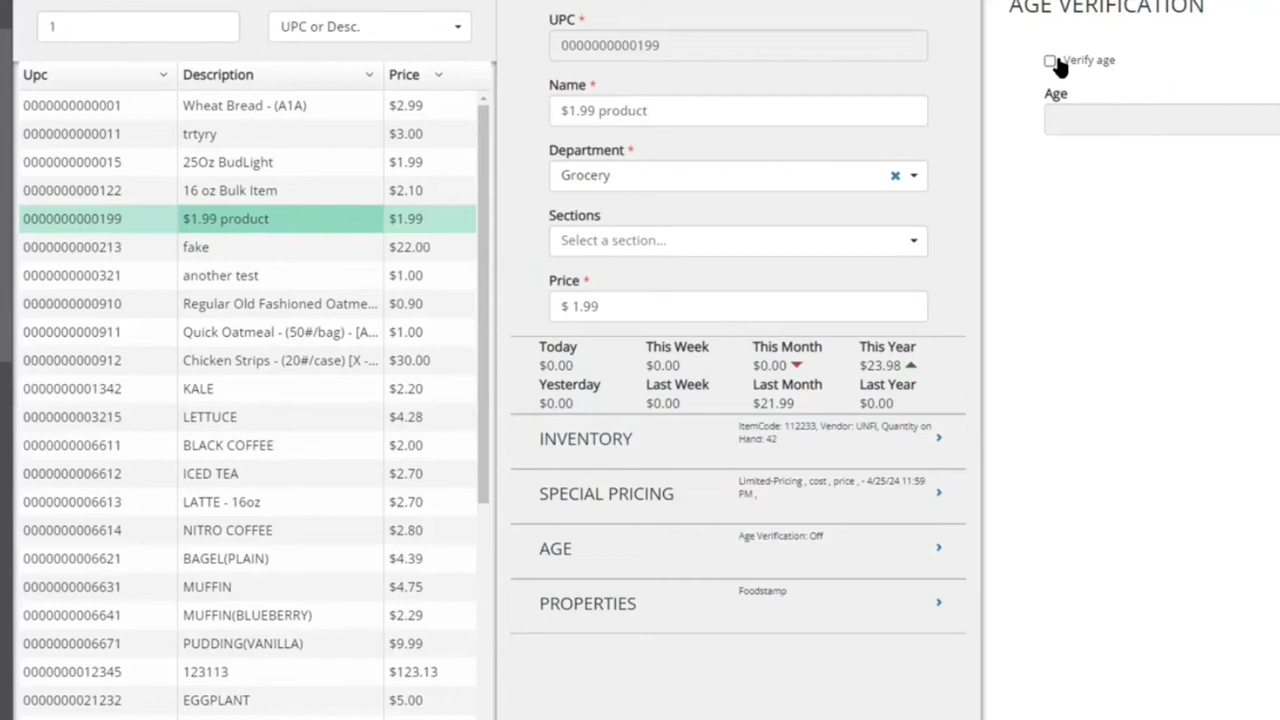 1
UPC or Desc.
Upc Description Price
0000000000001 Wheat Bread - (A1A) $2.99
0000000000011 trtyry $3.00
0000000000015 25Oz BudLight $1.99
0000000000122 16 oz Bulk Item $2.10
0000000000199 $1.99 product $1.99
0000000000213 fake $22.00
0000000000321 another test $1.00
0000000000910 Regular Old Fashioned Oatme... $0.90
0000000000911 Quick Oatmeal - (50#/bag) - [A... $1.00
0000000000912 Chicken Strips - (20#/case) [X -... $30.00
0000000001342 KALE $2.20
0000000003215 LETTUCE $4.28
0000000006611 BLACK COFFEE $2.00
0000000006612 ICED TEA $2.70
0000000006613 LATTE - 16oz $2.70
0000000006614 NITRO COFFEE $2.80
0000000006621 BAGEL(PLAIN) $4.39
0000000006631 MUFFIN $4.75
0000000006641 MUFFIN(BLUEBERRY) $2.29
0000000006671 PUDDING(VANILLA) $9.99
0000000012345 123113 $123.13
0000000021232 EGGPLANT $5.00
UPC *
0000000000199
Name *
$1.99 product
Department *
Grocery
Sections
Select a section...
Price *
$ 1.99
Today This Week This Month This Year
$0.00 $0.00 $0.00 $23.98
Yesterday Last Week Last Month Last Year
$0.00 $0.00 $21.99 $0.00
INVENTORY
ItemCode: 112233, Vendor: UNFI, Quantity on
Hand: 42
SPECIAL PRICING
Limited-Pricing , cost , price , - 4/25/24 11:59
PM ,
AGE
Age Verification: Off
PROPERTIES
Foodstamp
AGE VERIFICATION
Verify age
Age